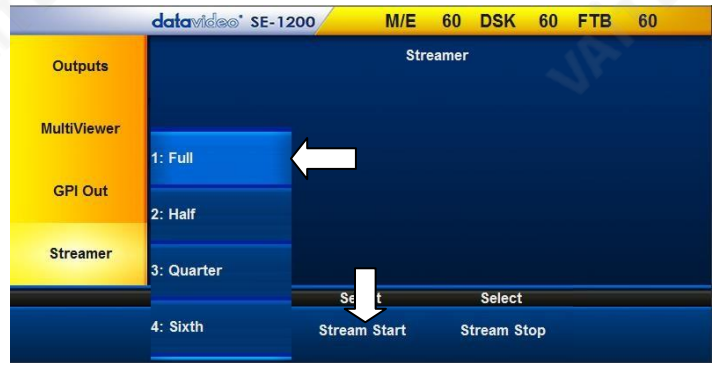 datavideo SE-1200 M/E 60 DSK 60 FTB 60
Outputs
Streamer
MultiViewer
1: Full
GPI Out
2: Half
Streamer
3: Quarter
Select
4: Sixth
Stream Start Stream Stop